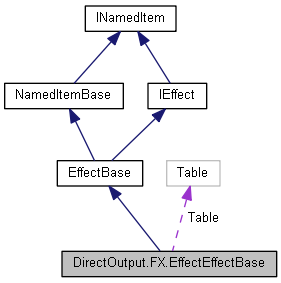 INamedItem
NamedItemBase
IEffect
EffectBase
Table
Table
DirectOutput.FX.EffectEffectBase